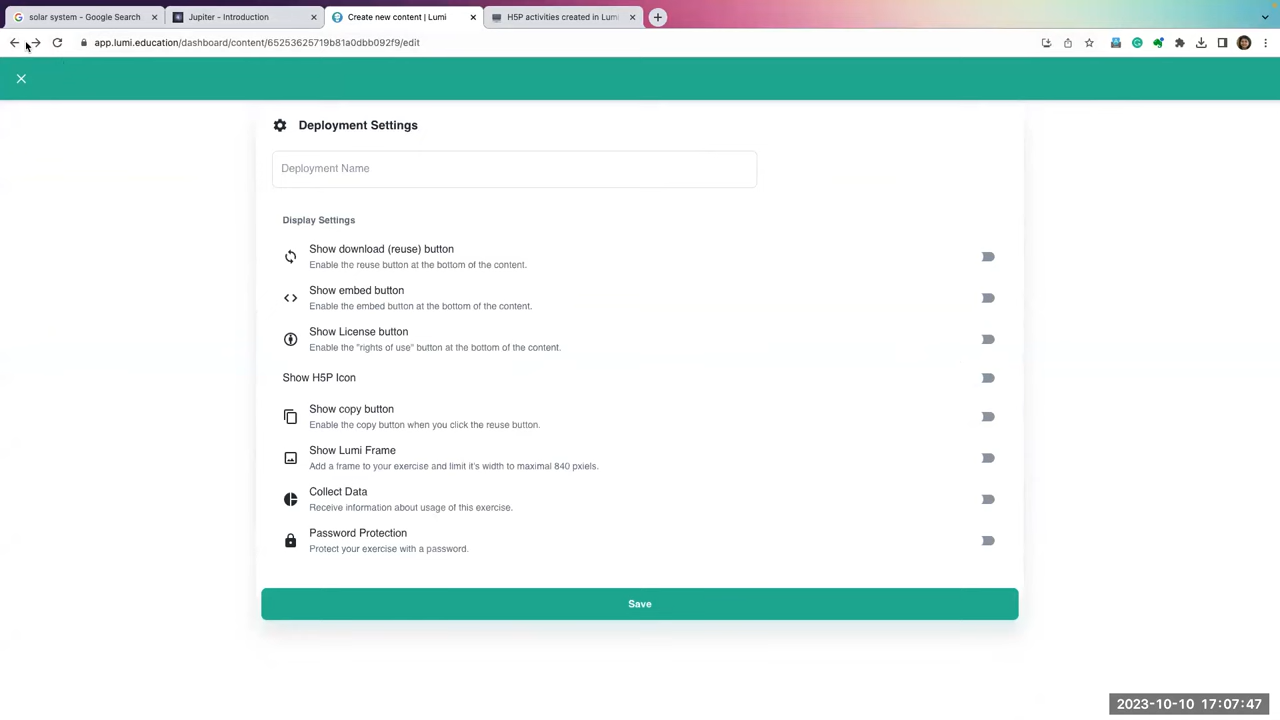 solar system - Google Search
Jupiter - Introduction
Create new content | Lumi
H5P activities created in Lumi
app.lumi.education/dashboard/content/65253625719b81a0dbb092f9/edit
Deployment Settings
Deployment Name
Display Settings
Show download (reuse) button
Enable the reuse button at the bottom of the content.
Show embed button
Enable the embed button at the bottom of the content.
Show License button
Enable the "rights of use" button at the bottom of the content.
Show H5P Icon
Show copy button
Enable the copy button when you click the reuse button.
Show Lumi Frame
Add a frame to your exercise and limit it's width to maximal 840 pxiels.
Collect Data
Receive information about usage of this exercise.
Password Protection
Protect your exercise with a password.
Save
2023-10-10 17:07:47